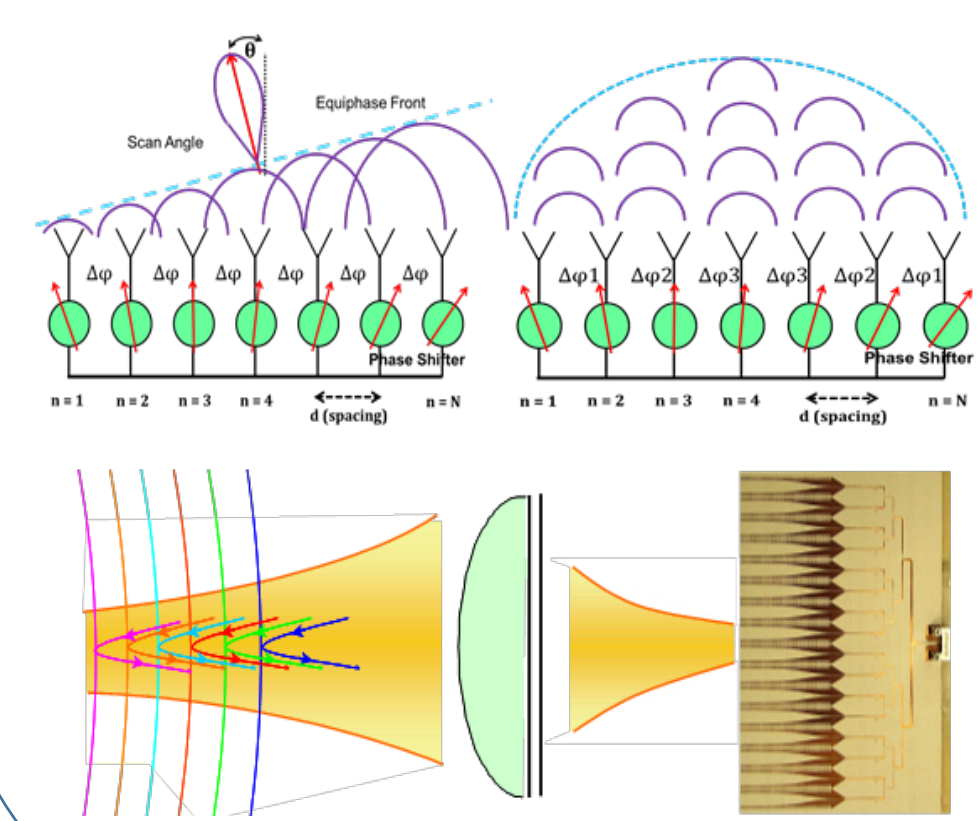 θ
Equiphase Front
Scan Angle
Δφ Δφ Δφ Δφ Δφ Δφ
Phase Shifter
n = 1 n = 2 n = 3 n = 4 n = N
d (spacing)
Δφ1 Δφ2 Δφ3 Δφ3 Δφ2 Δφ1
Phase Shifter
n = 1 n = 2 n = 3 n = 4 n = N
d (spacing)